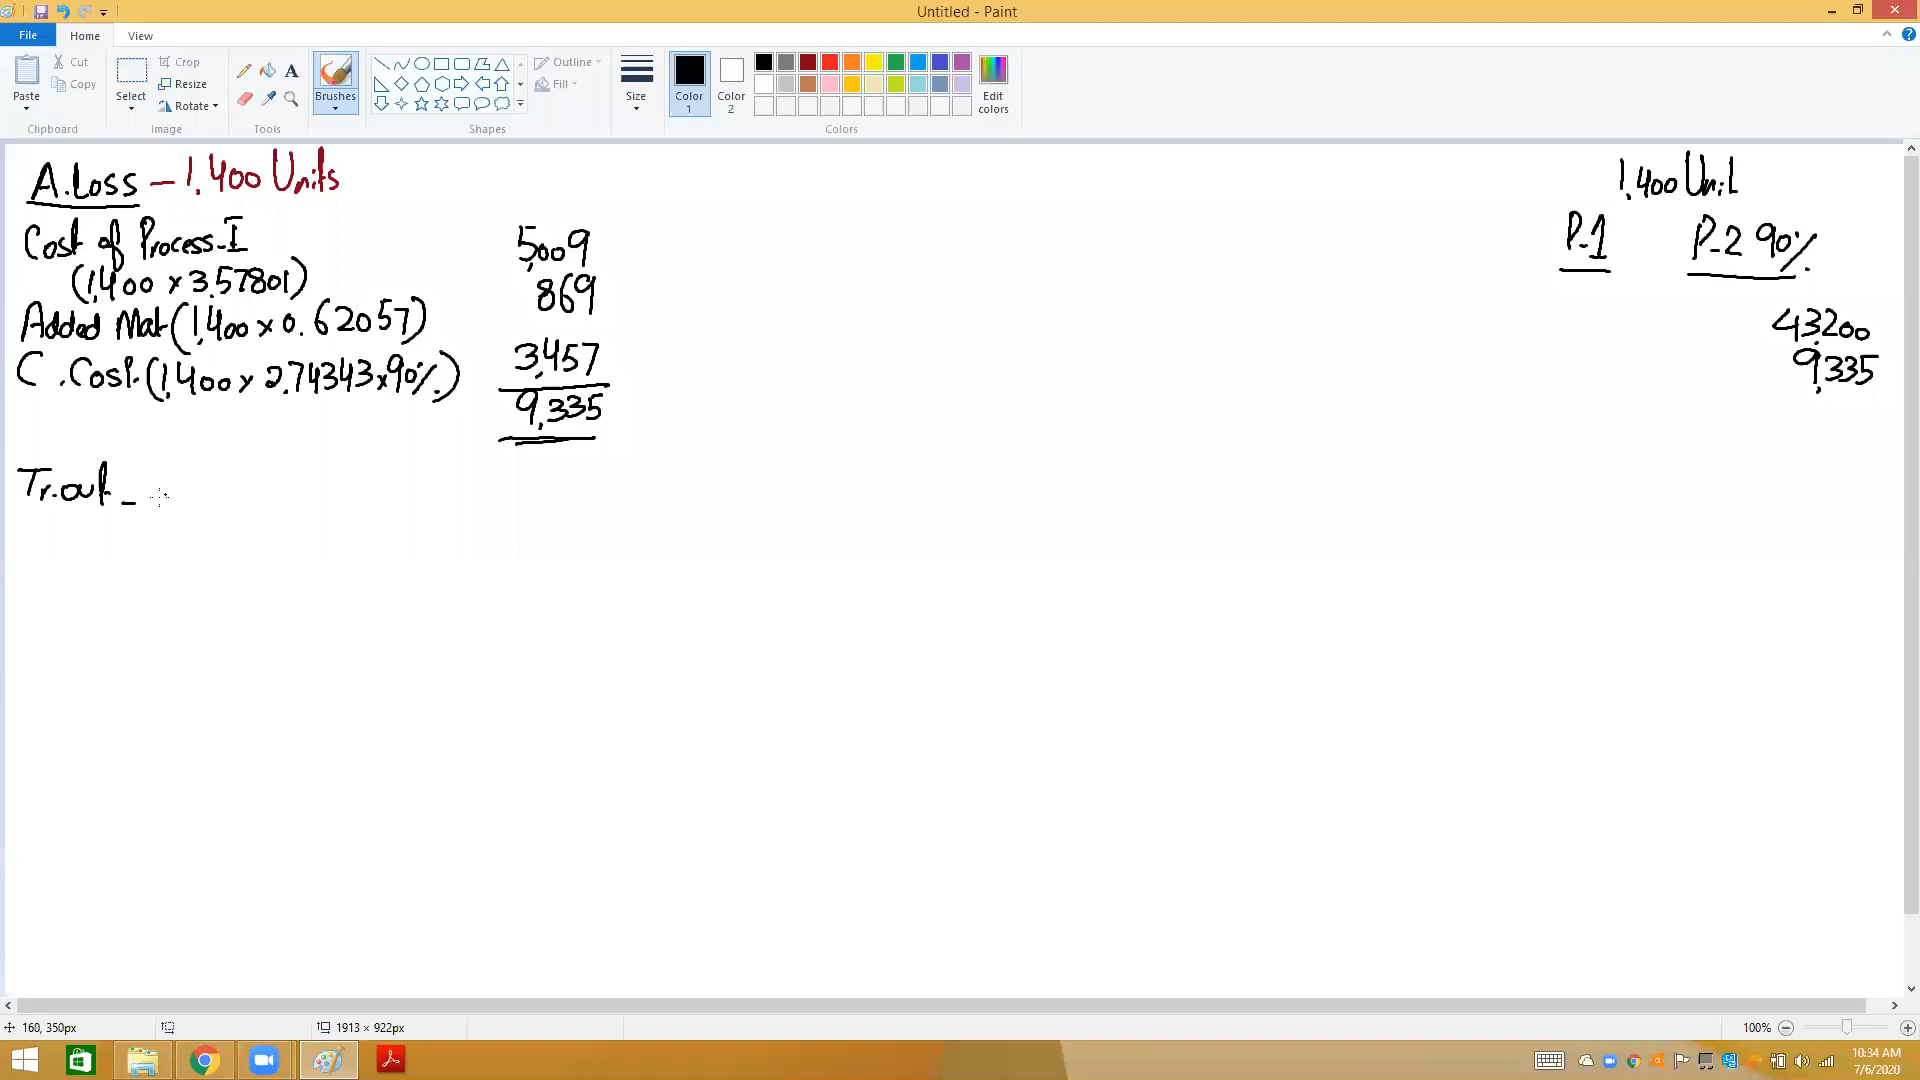 Untitled - Paint
File Home View
Paste
Cut
Copy
Clipboard
Select
Crop
Resize
Rotate
Image
Tools
Brushes
Shapes
Outline
Fill
Size
Color 1
Color 2
Edit colors
Colors
A.Loss - 1,400 Units
Cost of Process-I 5,009
(1,400 x 3.57801)
Added Mat (1,400 x 0.62057) 869
C.Cost. (1,400 x 2.74343 x 90%) 3,457
9,335
Tr.out -
1,400 Unit
P-1 P-2 90%
43,200
9,335
160, 350px
1913 × 922px
100%
10:34 AM
7/6/2020